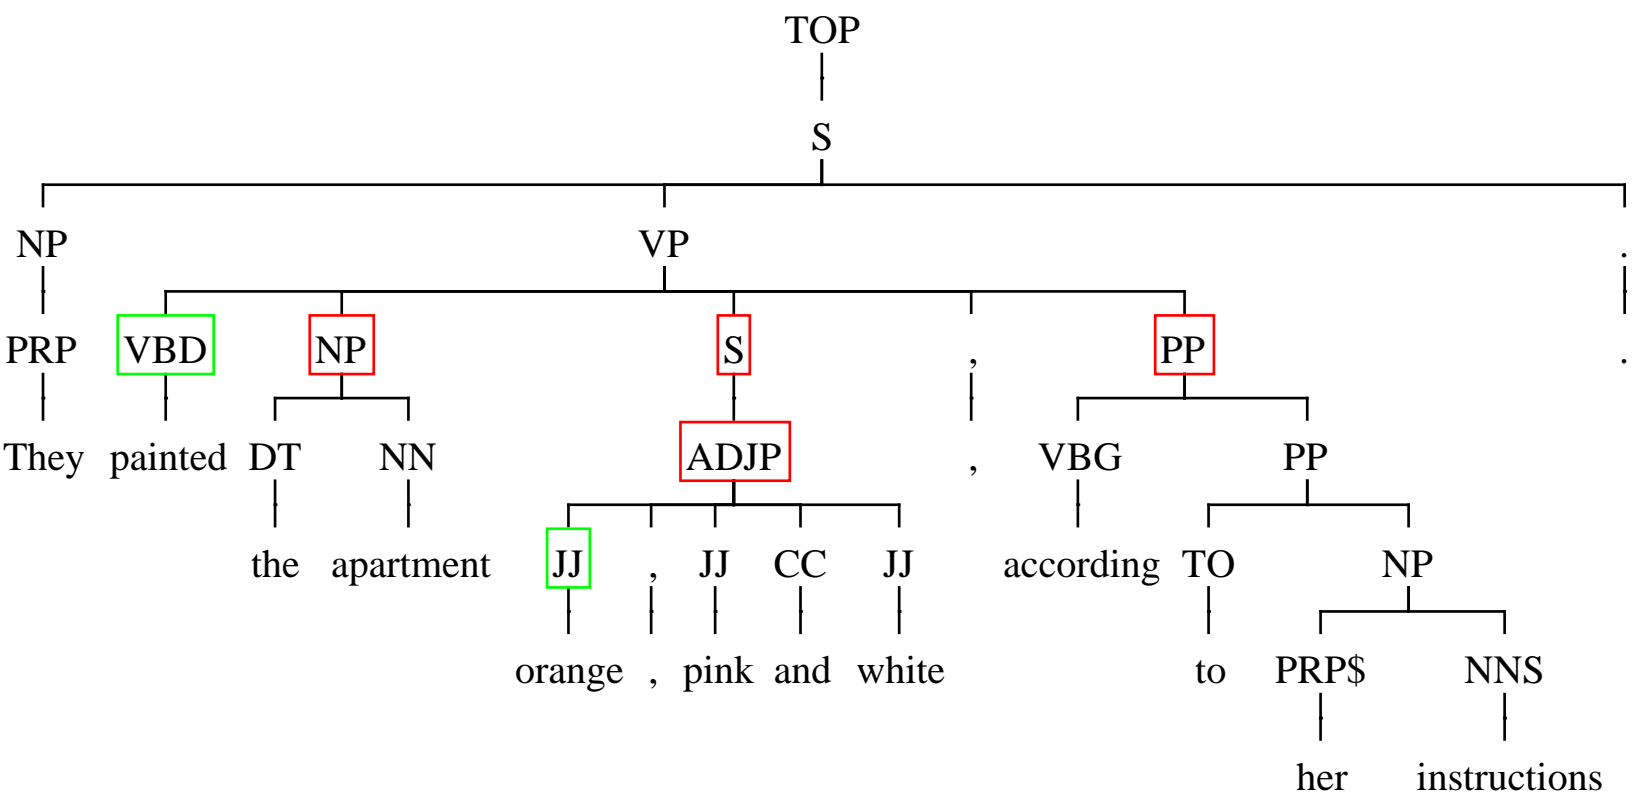 TOP
S
NP VP .
PRP VBD NP S , PP .
They painted DT NN ADJP , VBG PP
the apartment JJ , JJ CC JJ according TO NP
orange , pink and white to PRP$ NNS
her instructions